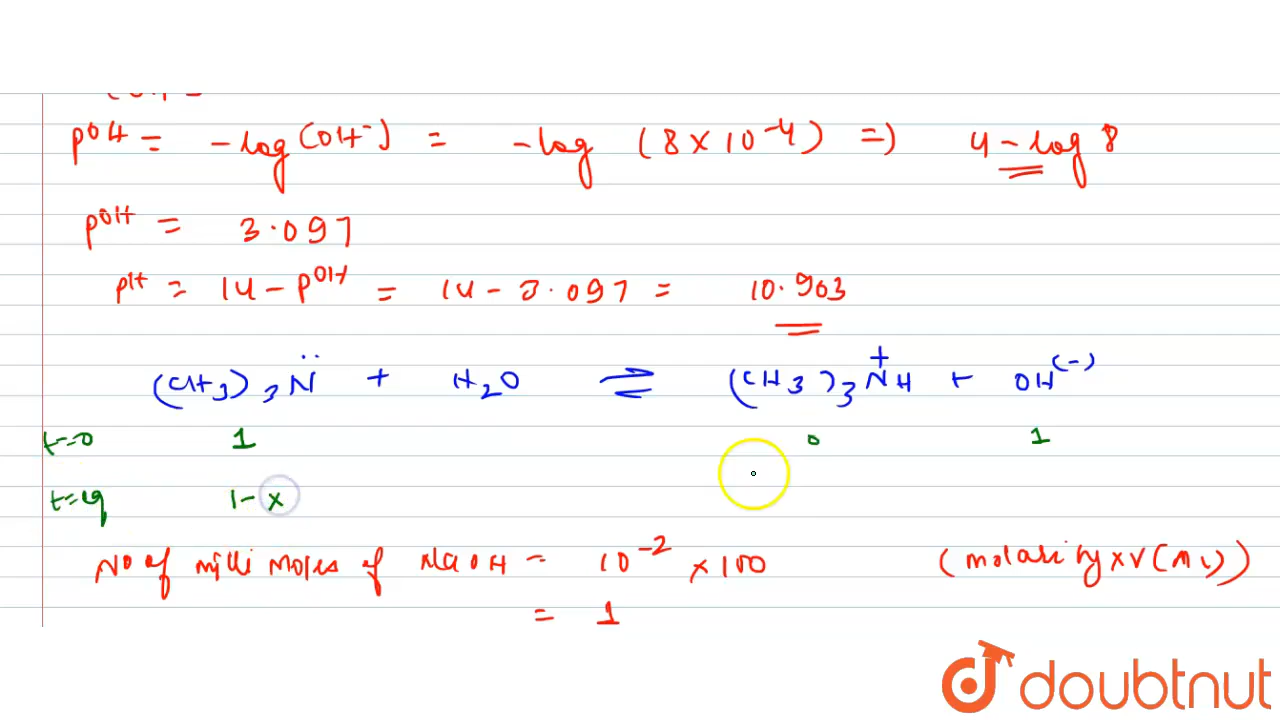 pOH = -log(OH⁻) = -log (8×10⁻⁴) => 4-log 8
pOH = 3.097
pH = 14-pOH = 14-3.097 = 10.903
(CH3)3N̈ + H2O ⇌ (CH3)3N⁺H + OH(-)
t=0 1 0 1
t=eq 1-x
No of milli moles of NaOH = 10⁻² ×100 (molarity×V(mL))
= 1
doubtnut